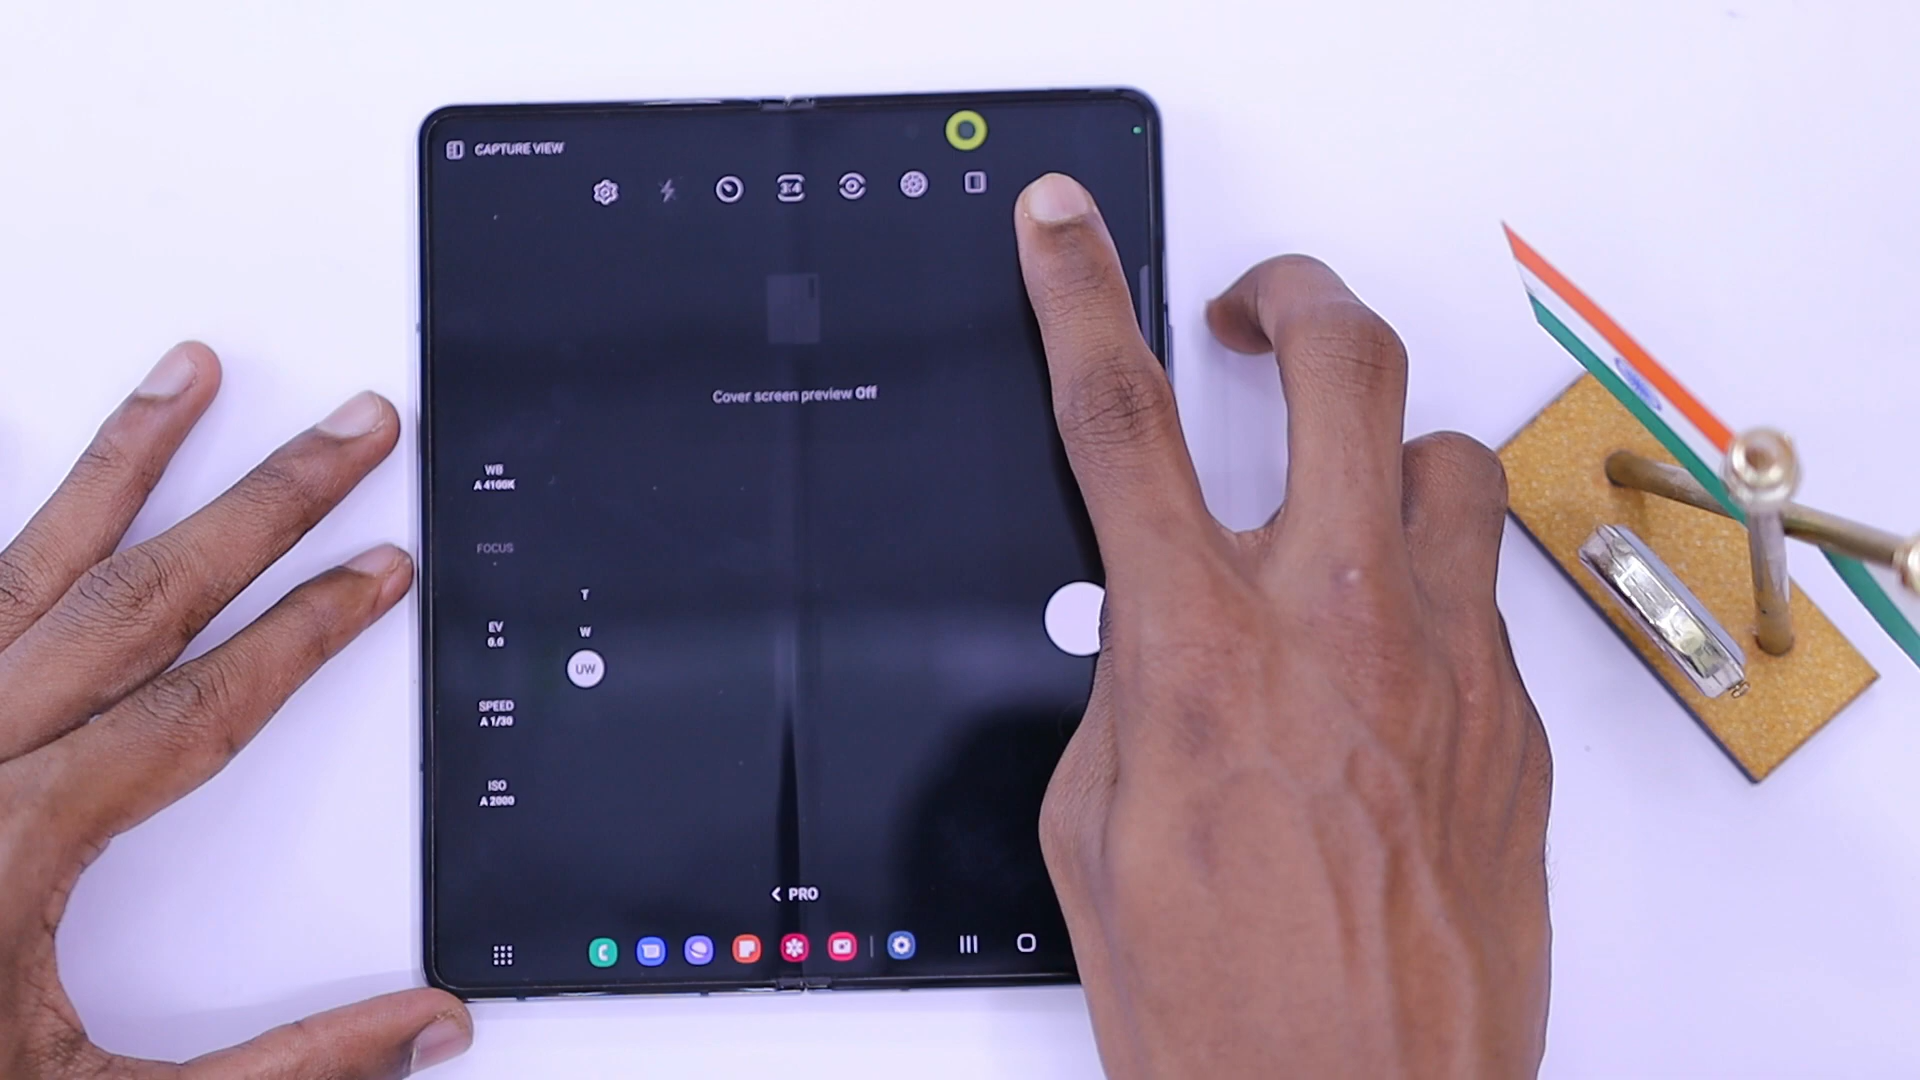 CAPTURE VIEW
3:4
Cover screen preview Off
WB
A 4100K
FOCUS
EV
0.0
SPEED
A 1/30
ISO
A 2000
T
W
UW
PRO